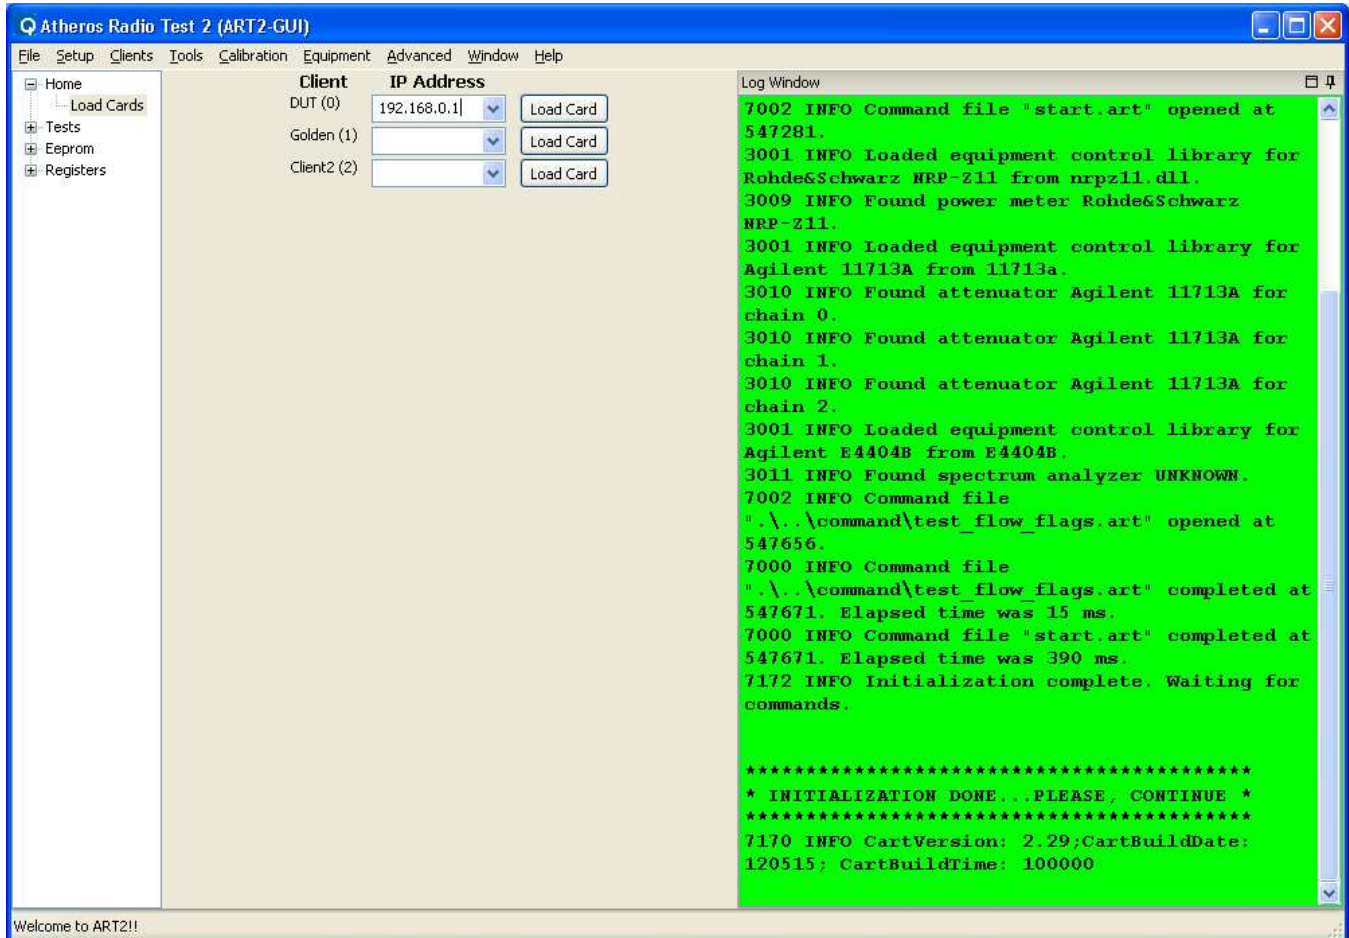 Atheros Radio Test 2 (ART2-GUI)
File Setup Clients Tools Calibration Equipment Advanced Window Help
Home
Load Cards
Tests
Eeprom
Registers
Client IP Address
DUT (0) 192.168.0.1 Load Card
Golden (1) Load Card
Client2 (2) Load Card
Log Window
7002 INFO Command file "start.art" opened at
547281.
3001 INFO Loaded equipment control library for
Rohde&Schwarz NRP-Z11 from nrpz11.dll.
3009 INFO Found power meter Rohde&Schwarz
NRP-Z11.
3001 INFO Loaded equipment control library for
Agilent 11713A from 11713a.
3010 INFO Found attenuator Agilent 11713A for
chain 0.
3010 INFO Found attenuator Agilent 11713A for
chain 1.
3010 INFO Found attenuator Agilent 11713A for
chain 2.
3001 INFO Loaded equipment control library for
Agilent E4404B from E4404B.
3011 INFO Found spectrum analyzer UNKNOWN.
7002 INFO Command file
".\..\command\test_flow_flags.art" opened at
547656.
7000 INFO Command file
".\..\command\test_flow_flags.art" completed at
547671. Elapsed time was 15 ms.
7000 INFO Command file "start.art" completed at
547671. Elapsed time was 390 ms.
7172 INFO Initialization complete. Waiting for
commands.
******************************************
* INITIALIZATION DONE...PLEASE, CONTINUE *
******************************************
7170 INFO CartVersion: 2.29;CartBuildDate:
120515; CartBuildTime: 100000
Welcome to ART2!!